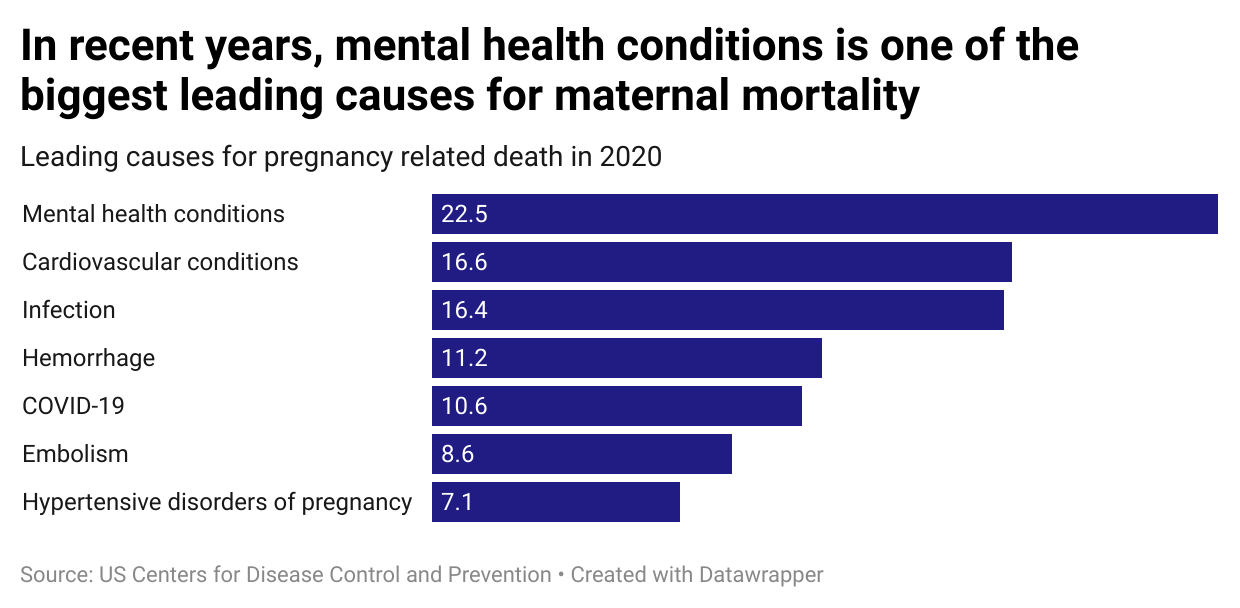 In recent years, mental health conditions is one of the
biggest leading causes for maternal mortality
Leading causes for pregnancy related death in 2020
Mental health conditions 22.5
Cardiovascular conditions 16.6
Infection 16.4
Hemorrhage 11.2
COVID-19 10.6
Embolism 8.6
Hypertensive disorders of pregnancy 7.1
Source: US Centers for Disease Control and Prevention • Created with Datawrapper